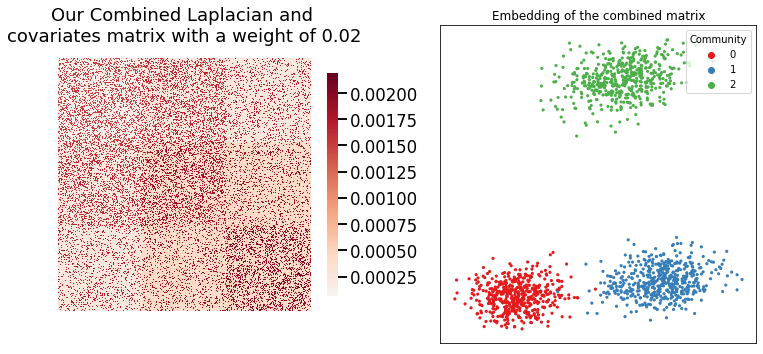 Our Combined Laplacian and
covariates matrix with a weight of 0.02
0.00200
0.00175
0.00150
0.00125
0.00100
0.00075
0.00050
0.00025
Embedding of the combined matrix
Community
0
1
2